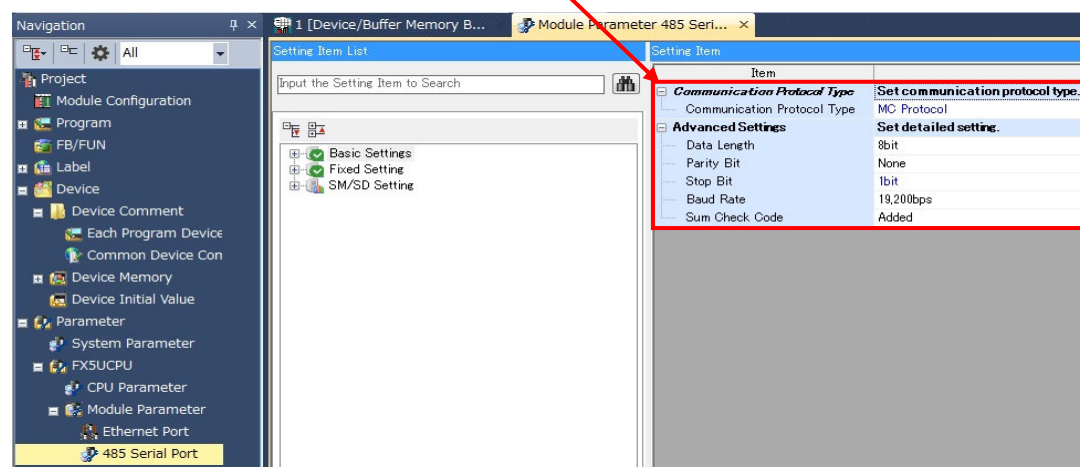 Navigation
All
Project
Module Configuration
Program
FB/FUN
Label
Device
Device Comment
Each Program Device
Common Device Con
Device Memory
Device Initial Value
Parameter
System Parameter
FX5UCPU
CPU Parameter
Module Parameter
Ethernet Port
485 Serial Port
1 [Device/Buffer Memory B...
Module Parameter 485 Seri...
Setting Item List
Input the Setting Item to Search
Basic Settings
Fixed Setting
SM/SD Setting
Setting Item
Item
Communication Protocol Type Set communication protocol type.
Communication Protocol Type MC Protocol
Advanced Settings Set detailed setting.
Data Length 8bit
Parity Bit None
Stop Bit 1bit
Baud Rate 19,200bps
Sum Check Code Added